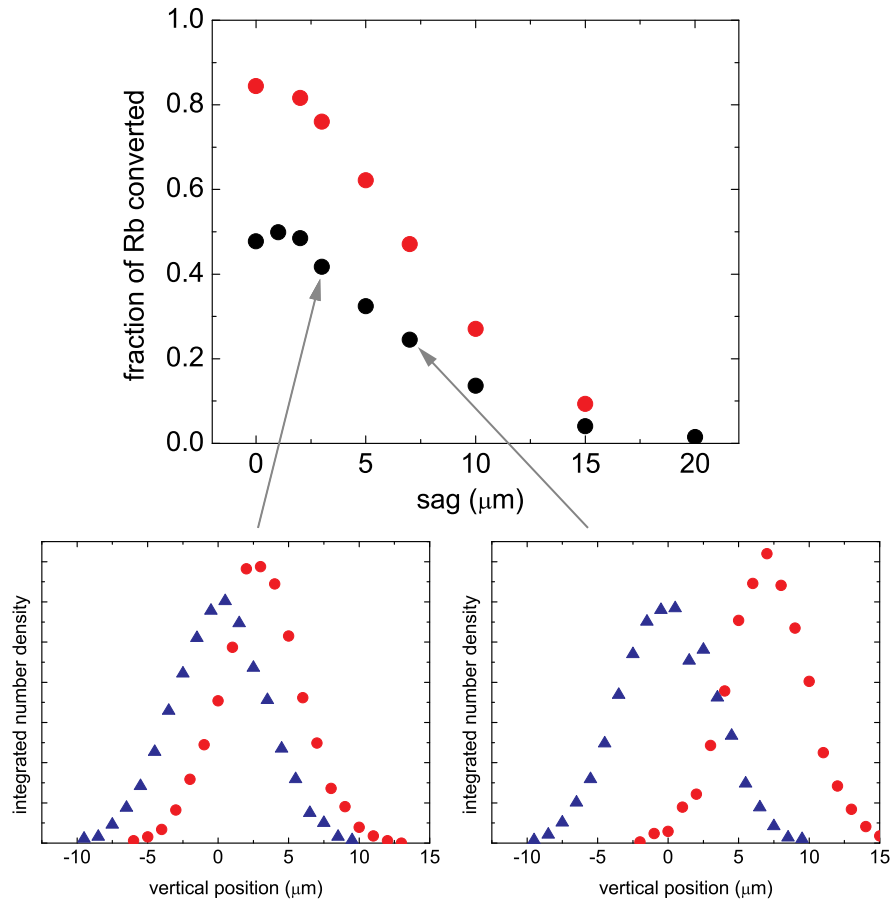 1.0
0.8
0.6
0.4
0.2
0.0
fraction of Rb converted
0 5 10 15 20
sag (μm)
integrated number density
-10 -5 0 5 10 15
vertical position (μm)
integrated number density
-10 -5 0 5 10 15
vertical position (μm)